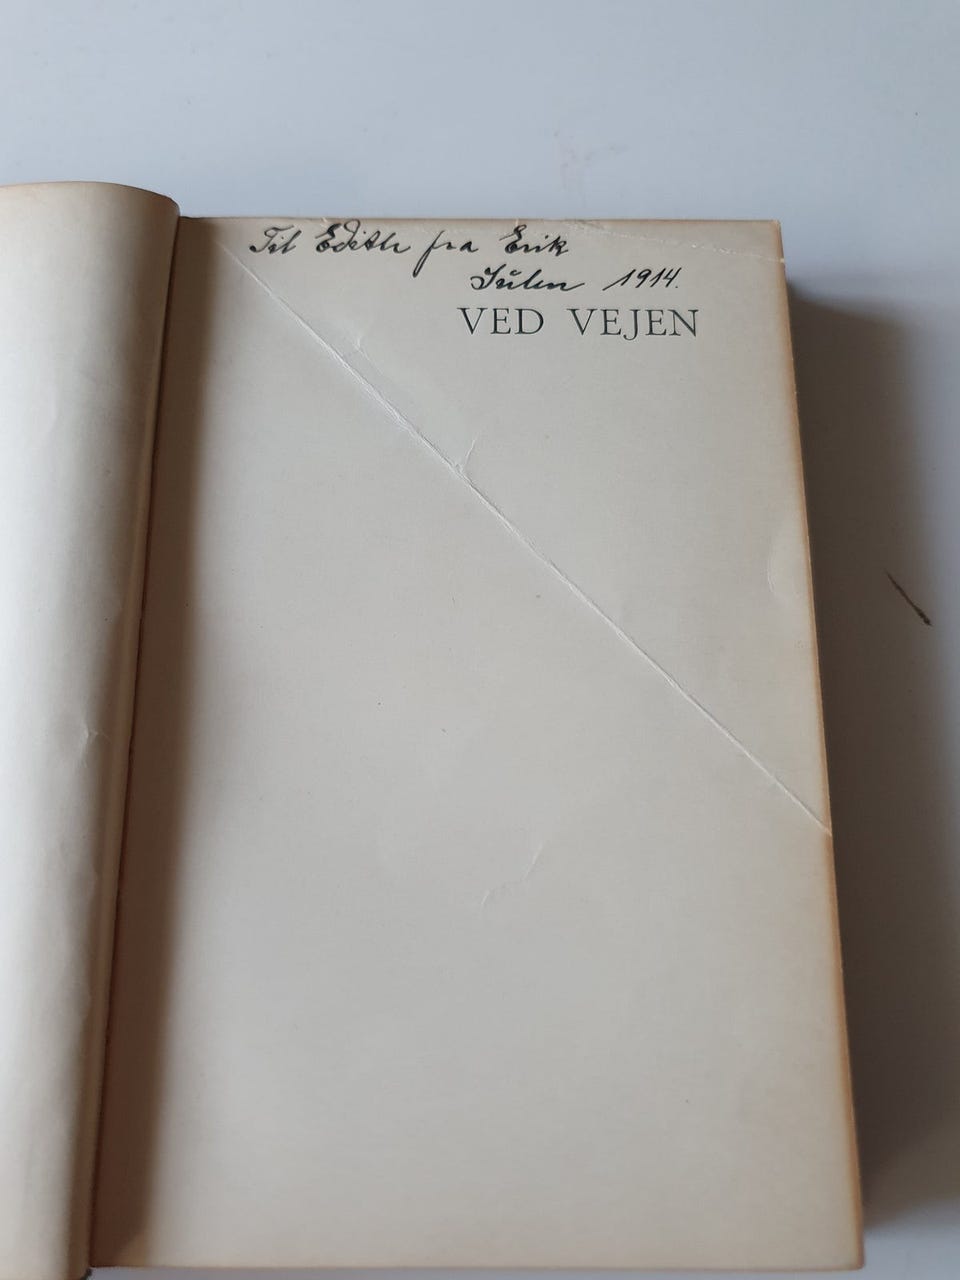 Til Edith fra Erik
Julen 1914.
VED VEJEN